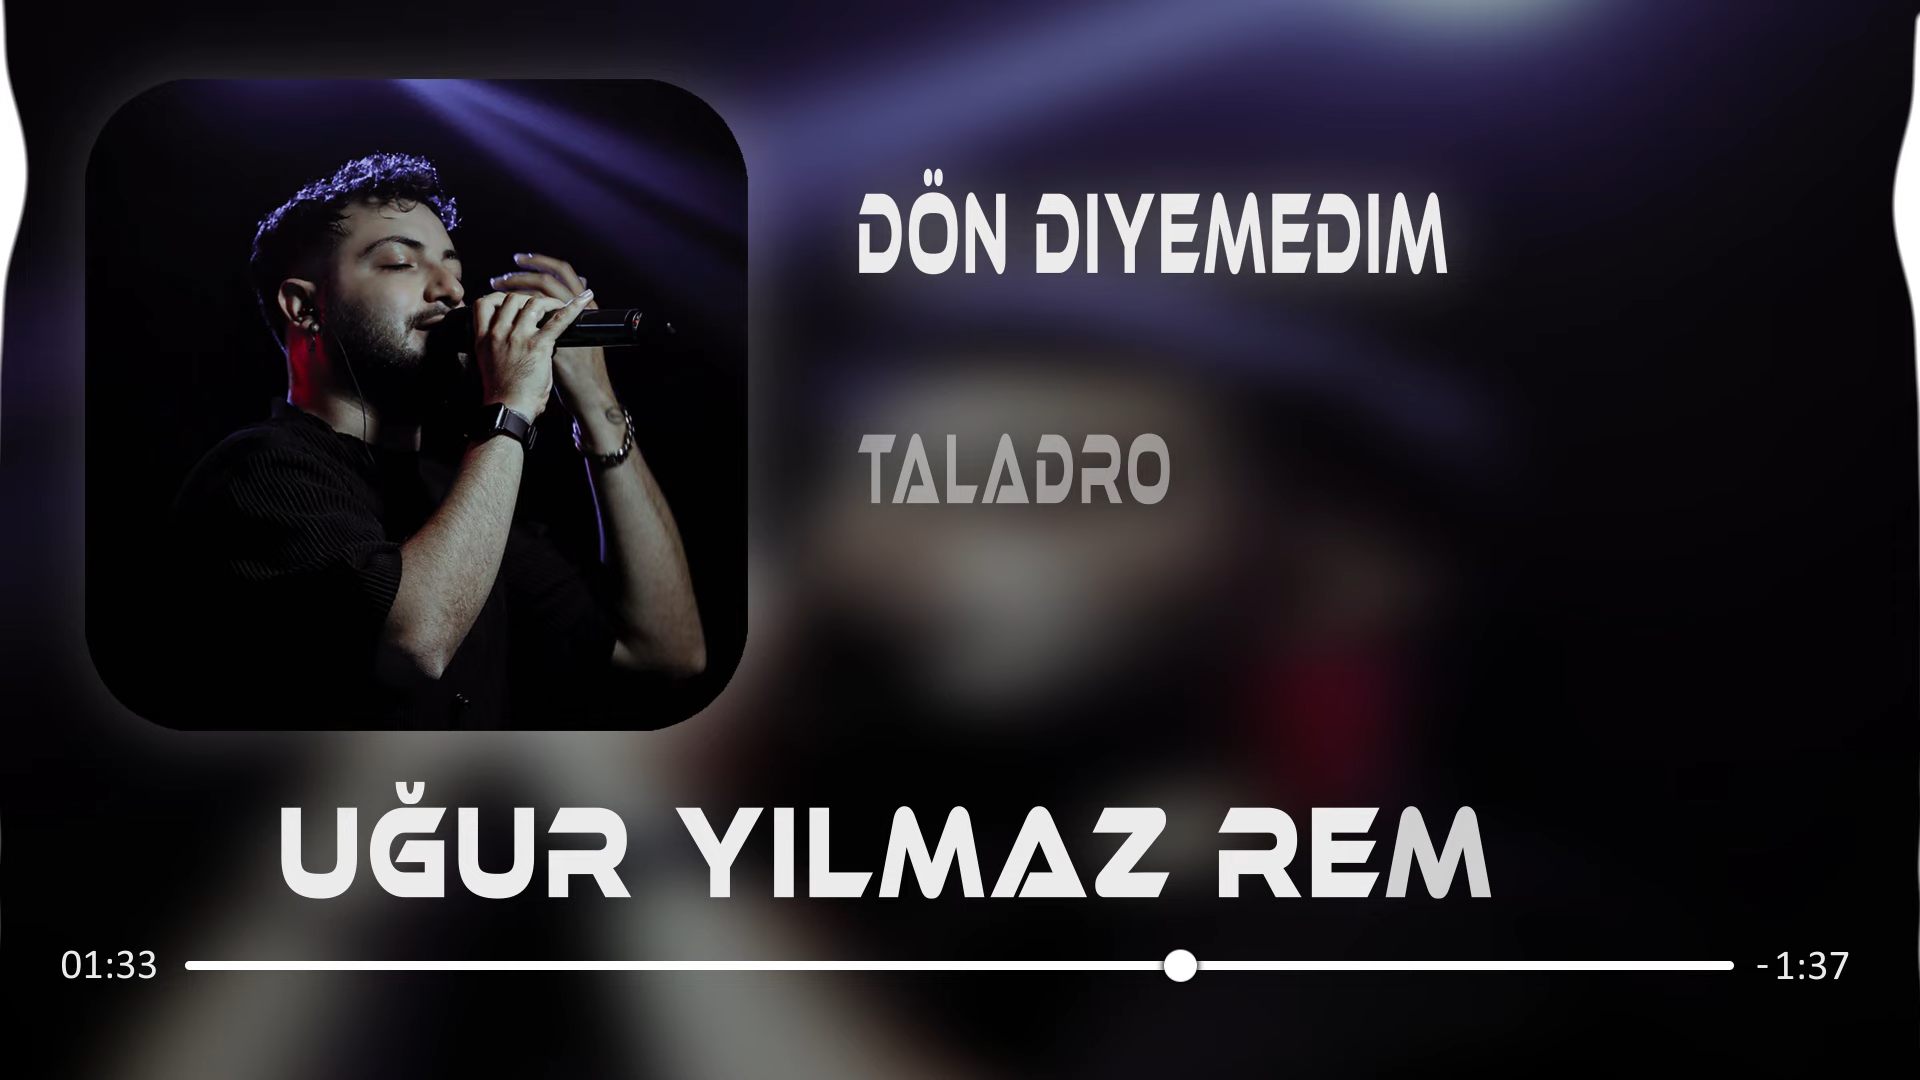 DÖN DIYEMEDIM
TALADRO
UĞUR YILMAZ REM
01:33
-1:37